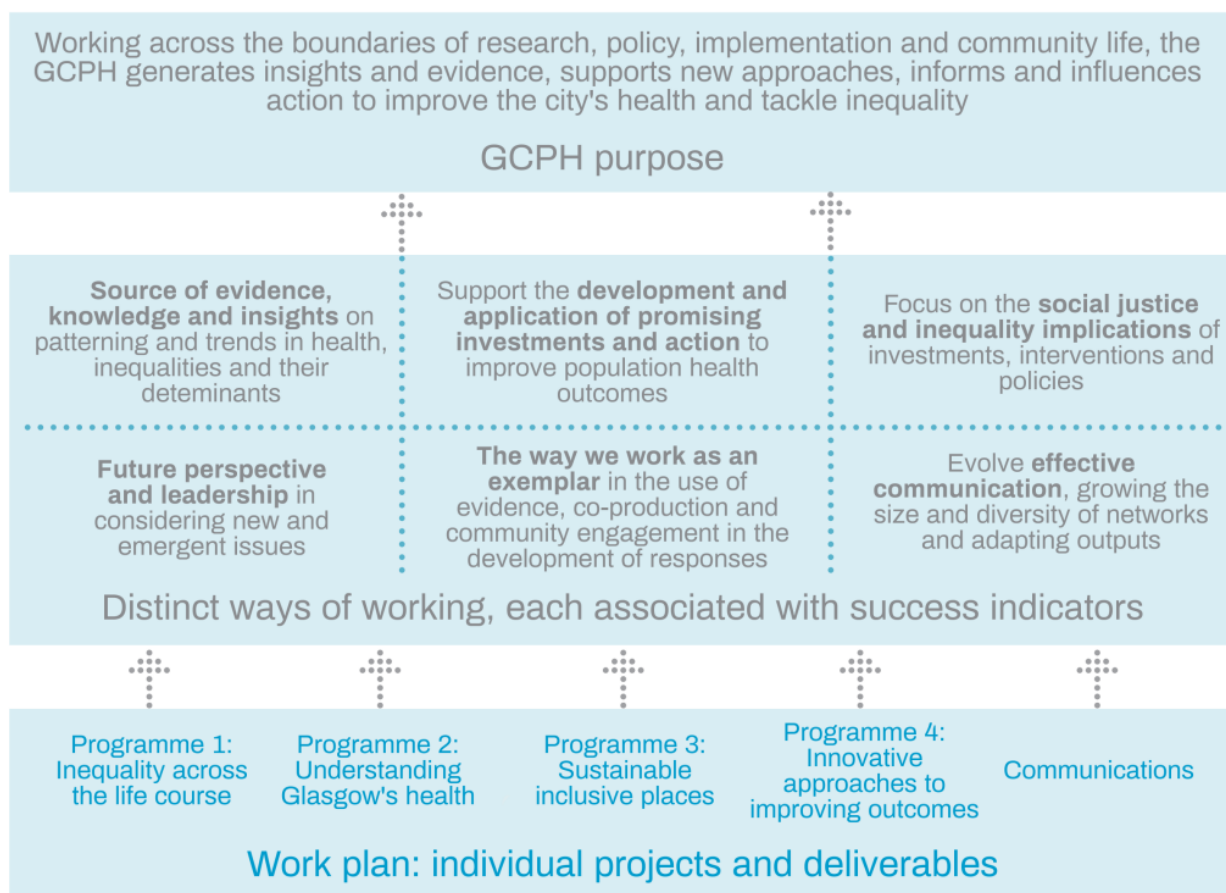 Working across the boundaries of research, policy, implementation and community life, the
GCPH generates insights and evidence, supports new approaches, informs and influences
action to improve the city's health and tackle inequality
GCPH purpose
Source of evidence,
knowledge and insights on
patterning and trends in health,
inequalities and their
deteminants
Support the development and
application of promising
investments and action to
improve population health
outcomes
Focus on the social justice
and inequality implications of
investments, interventions and
policies
Future perspective
and leadership in
considering new and
emergent issues
The way we work as an
exemplar in the use of
evidence, co-production and
community engagement in the
development of responses
Evolve effective
communication, growing the
size and diversity of networks
and adapting outputs
Distinct ways of working, each associated with success indicators
Programme 1:
Inequality across
the life course
Programme 2:
Understanding
Glasgow's health
Programme 3:
Sustainable
inclusive places
Programme 4:
Innovative
approaches to
improving outcomes
Communications
Work plan: individual projects and deliverables